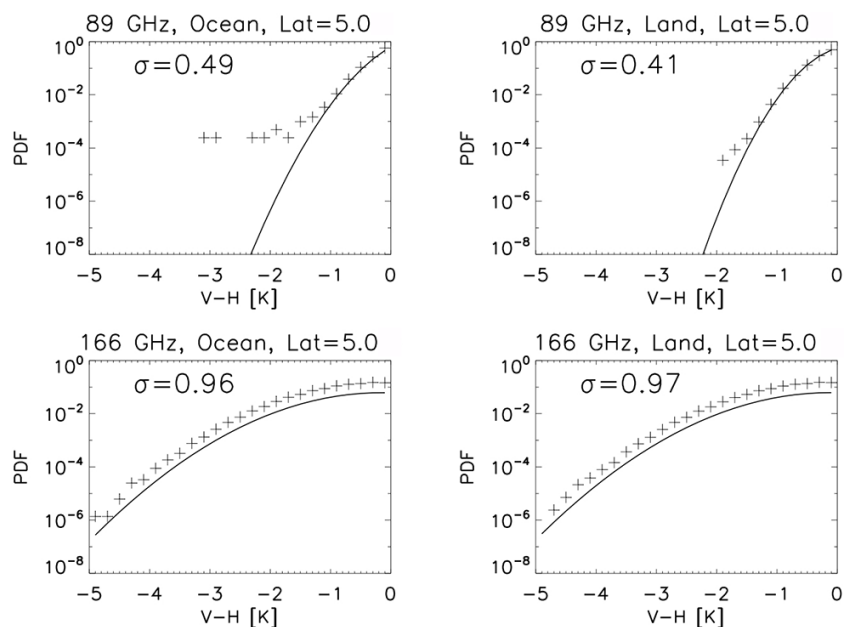 89 GHz, Ocean, Lat=5.0
σ=0.49
PDF
10^0
10^-2
10^-4
10^-6
10^-8
-5 -4 -3 -2 -1 0
V-H [K]
89 GHz, Land, Lat=5.0
σ=0.41
PDF
10^0
10^-2
10^-4
10^-6
10^-8
-5 -4 -3 -2 -1 0
V-H [K]
166 GHz, Ocean, Lat=5.0
σ=0.96
PDF
10^0
10^-2
10^-4
10^-6
10^-8
-5 -4 -3 -2 -1 0
V-H [K]
166 GHz, Land, Lat=5.0
σ=0.97
PDF
10^0
10^-2
10^-4
10^-6
10^-8
-5 -4 -3 -2 -1 0
V-H [K]